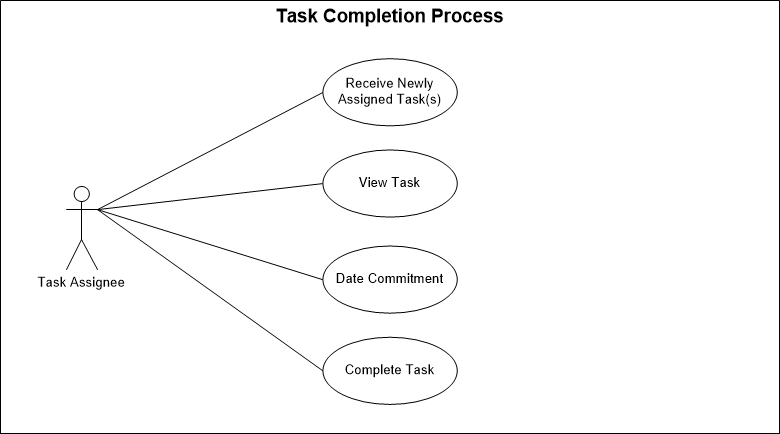 Task Completion Process
Receive Newly
Assigned Task(s)
View Task
Task Assignee
Date Commitment
Complete Task